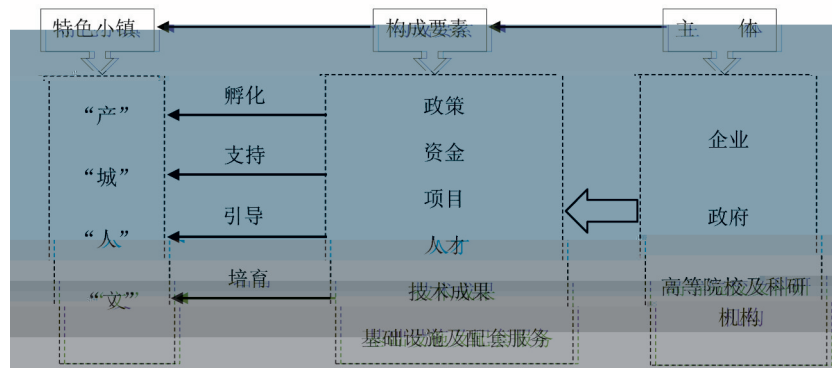 特色小镇 构成要素 主 体
孵化
“产” 政策
支持 资金 企业
“城”
引导 项目 政府
“人” 人才
培育 技术成果 高等院校及科研
“文” 机构
基础设施及配套服务